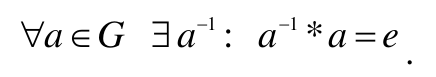 ∀a ∈ G ∃a⁻¹ : a⁻¹ * a = e .